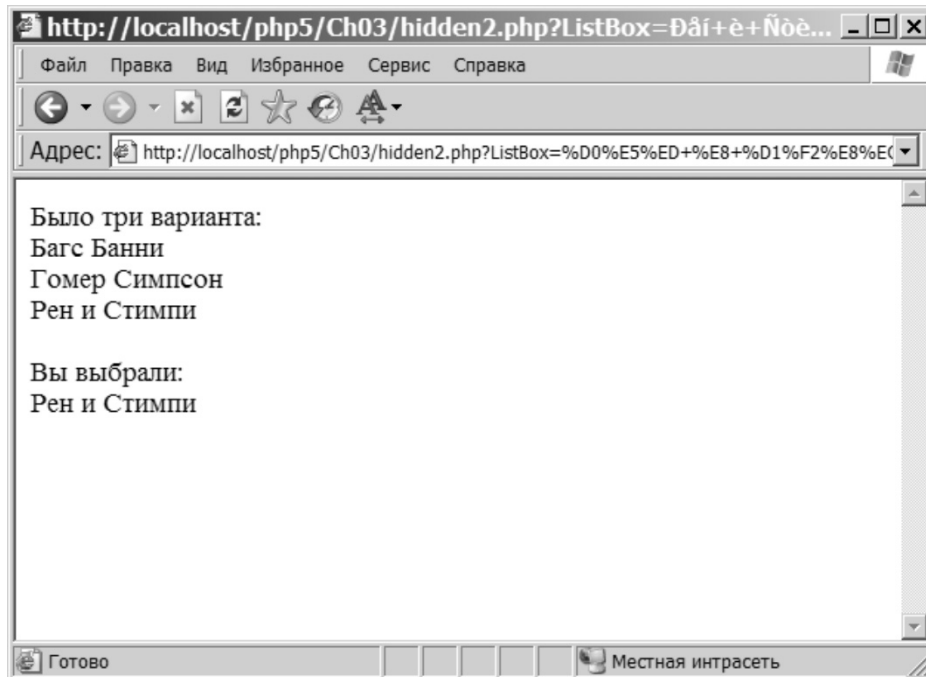 http://localhost/php5/Ch03/hidden2.php?ListBox=Ðåí+è+Ñòè...
Файл Правка Вид Избранное Сервис Справка
Адрес: http://localhost/php5/Ch03/hidden2.php?ListBox=%D0%E5%ED+%E8+%D1%F2%E8%EC
Было три варианта:
Багс Банни
Гомер Симпсон
Рен и Стимпи
Вы выбрали:
Рен и Стимпи
Готово
Местная интрасеть